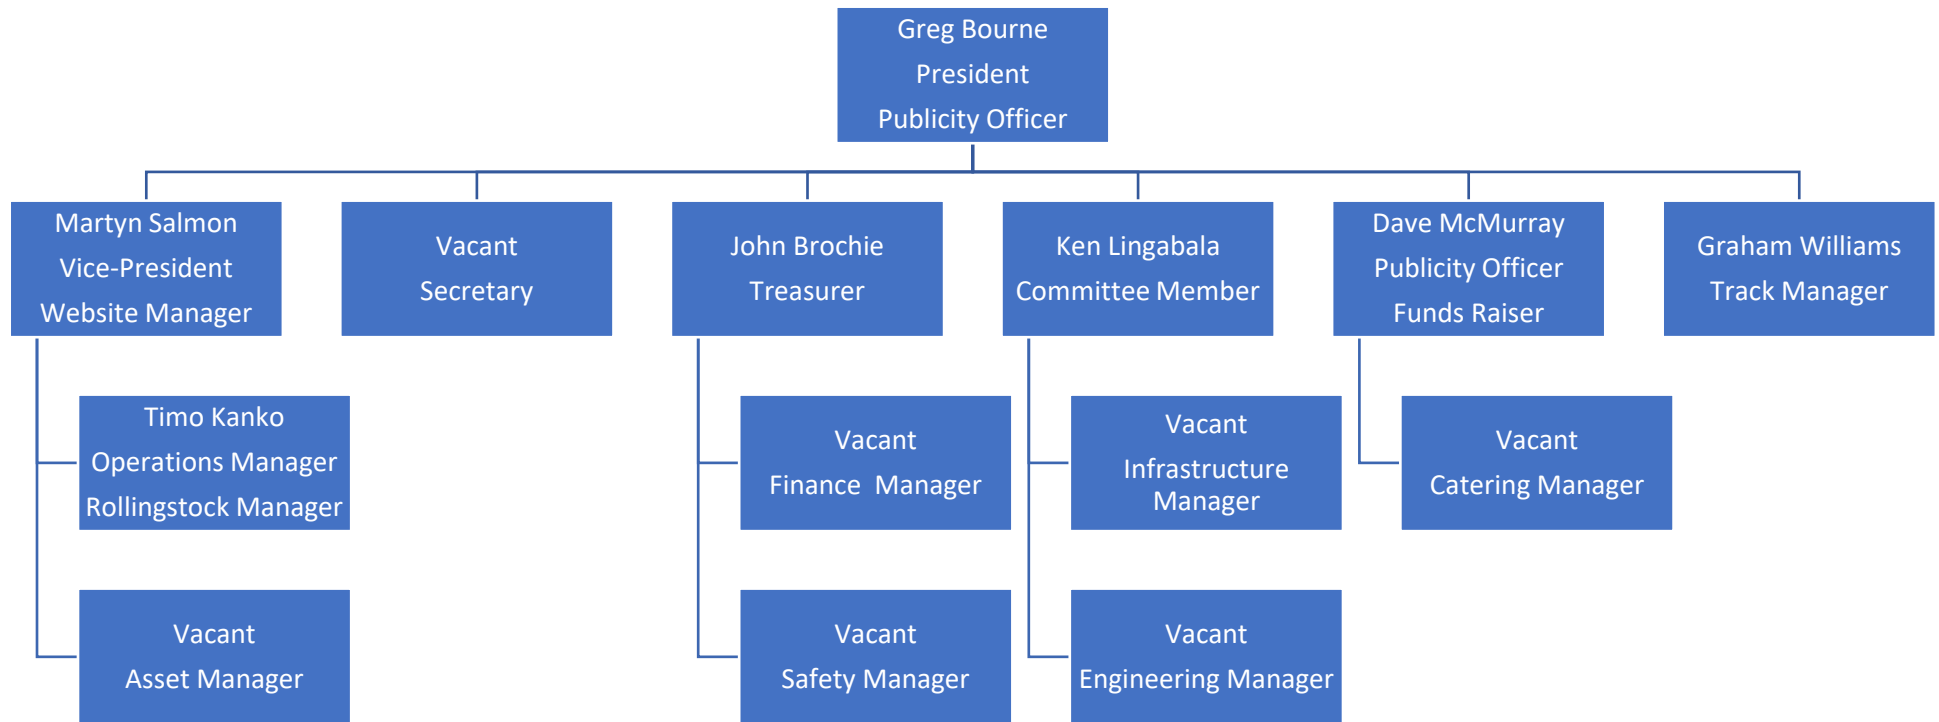 Greg Bourne
President
Publicity Officer
Martyn Salmon
Vice-President
Website Manager
Vacant
Secretary
John Brochie
Treasurer
Ken Lingabala
Committee Member
Dave McMurray
Publicity Officer
Funds Raiser
Graham Williams
Track Manager
Timo Kanko
Operations Manager
Rollingstock Manager
Vacant
Finance  Manager
Vacant
Infrastructure
Manager
Vacant
Catering Manager
Vacant
Asset Manager
Vacant
Safety Manager
Vacant
Engineering Manager